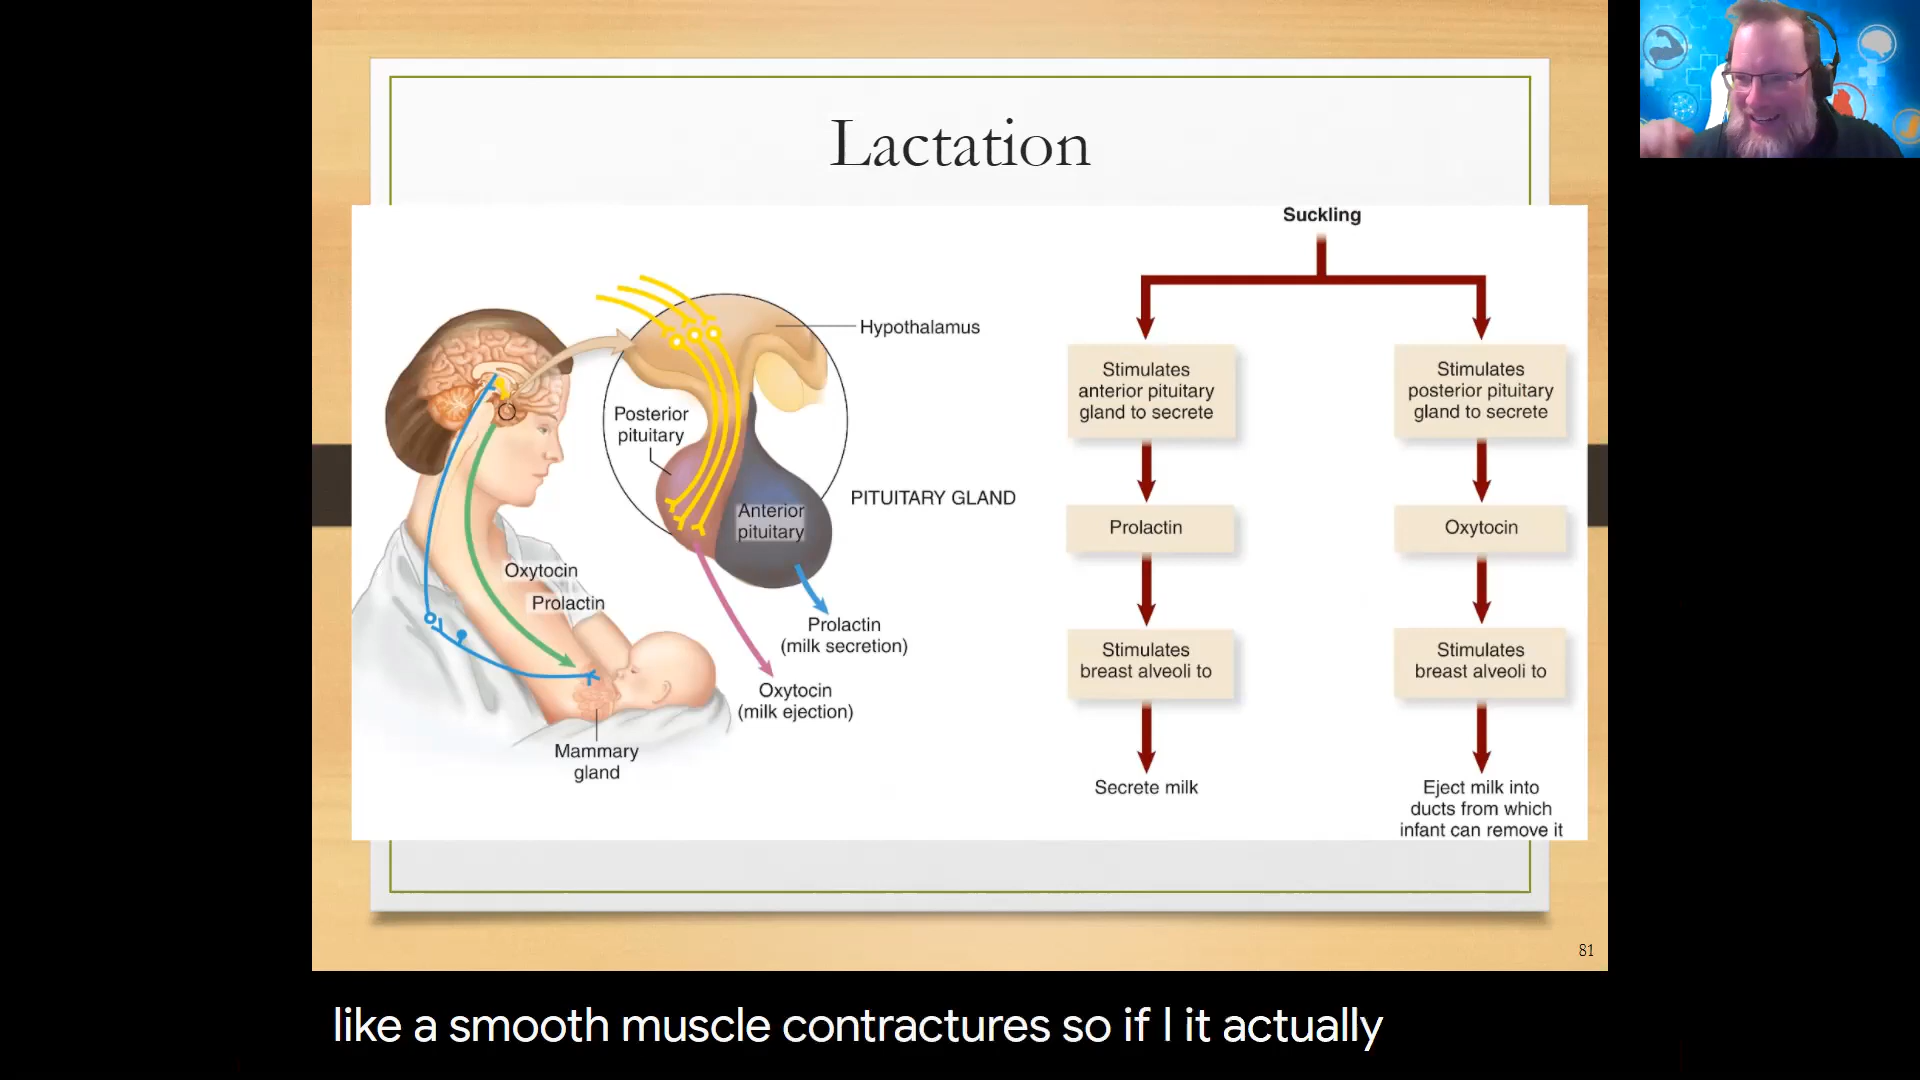 Lactation
Hypothalamus
Posterior
pituitary
PITUITARY GLAND
Anterior
pituitary
Oxytocin
Prolactin
Prolactin
(milk secretion)
Oxytocin
(milk ejection)
Mammary
gland
Suckling
Stimulates
anterior pituitary
gland to secrete
Prolactin
Stimulates
breast alveoli to
Secrete milk
Stimulates
posterior pituitary
gland to secrete
Oxytocin
Stimulates
breast alveoli to
Eject milk into
ducts from which
infant can remove it
81
like a smooth muscle contractures so if I it actually